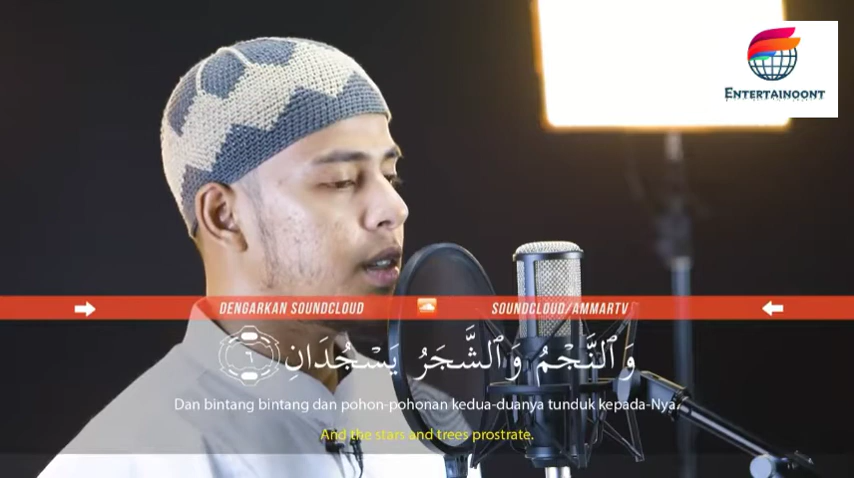 ENTERTAINOONT
DENGARKAN SOUNDCLOUD SOUNDCLOUD/AMMARTV
وَٱلنَّجْمُ وَٱلشَّجَرُ يَسْجُدَانِ ٦
Dan bintang bintang dan pohon-pohonan kedua-duanya tunduk kepada-Nya.
And the stars and trees prostrate.